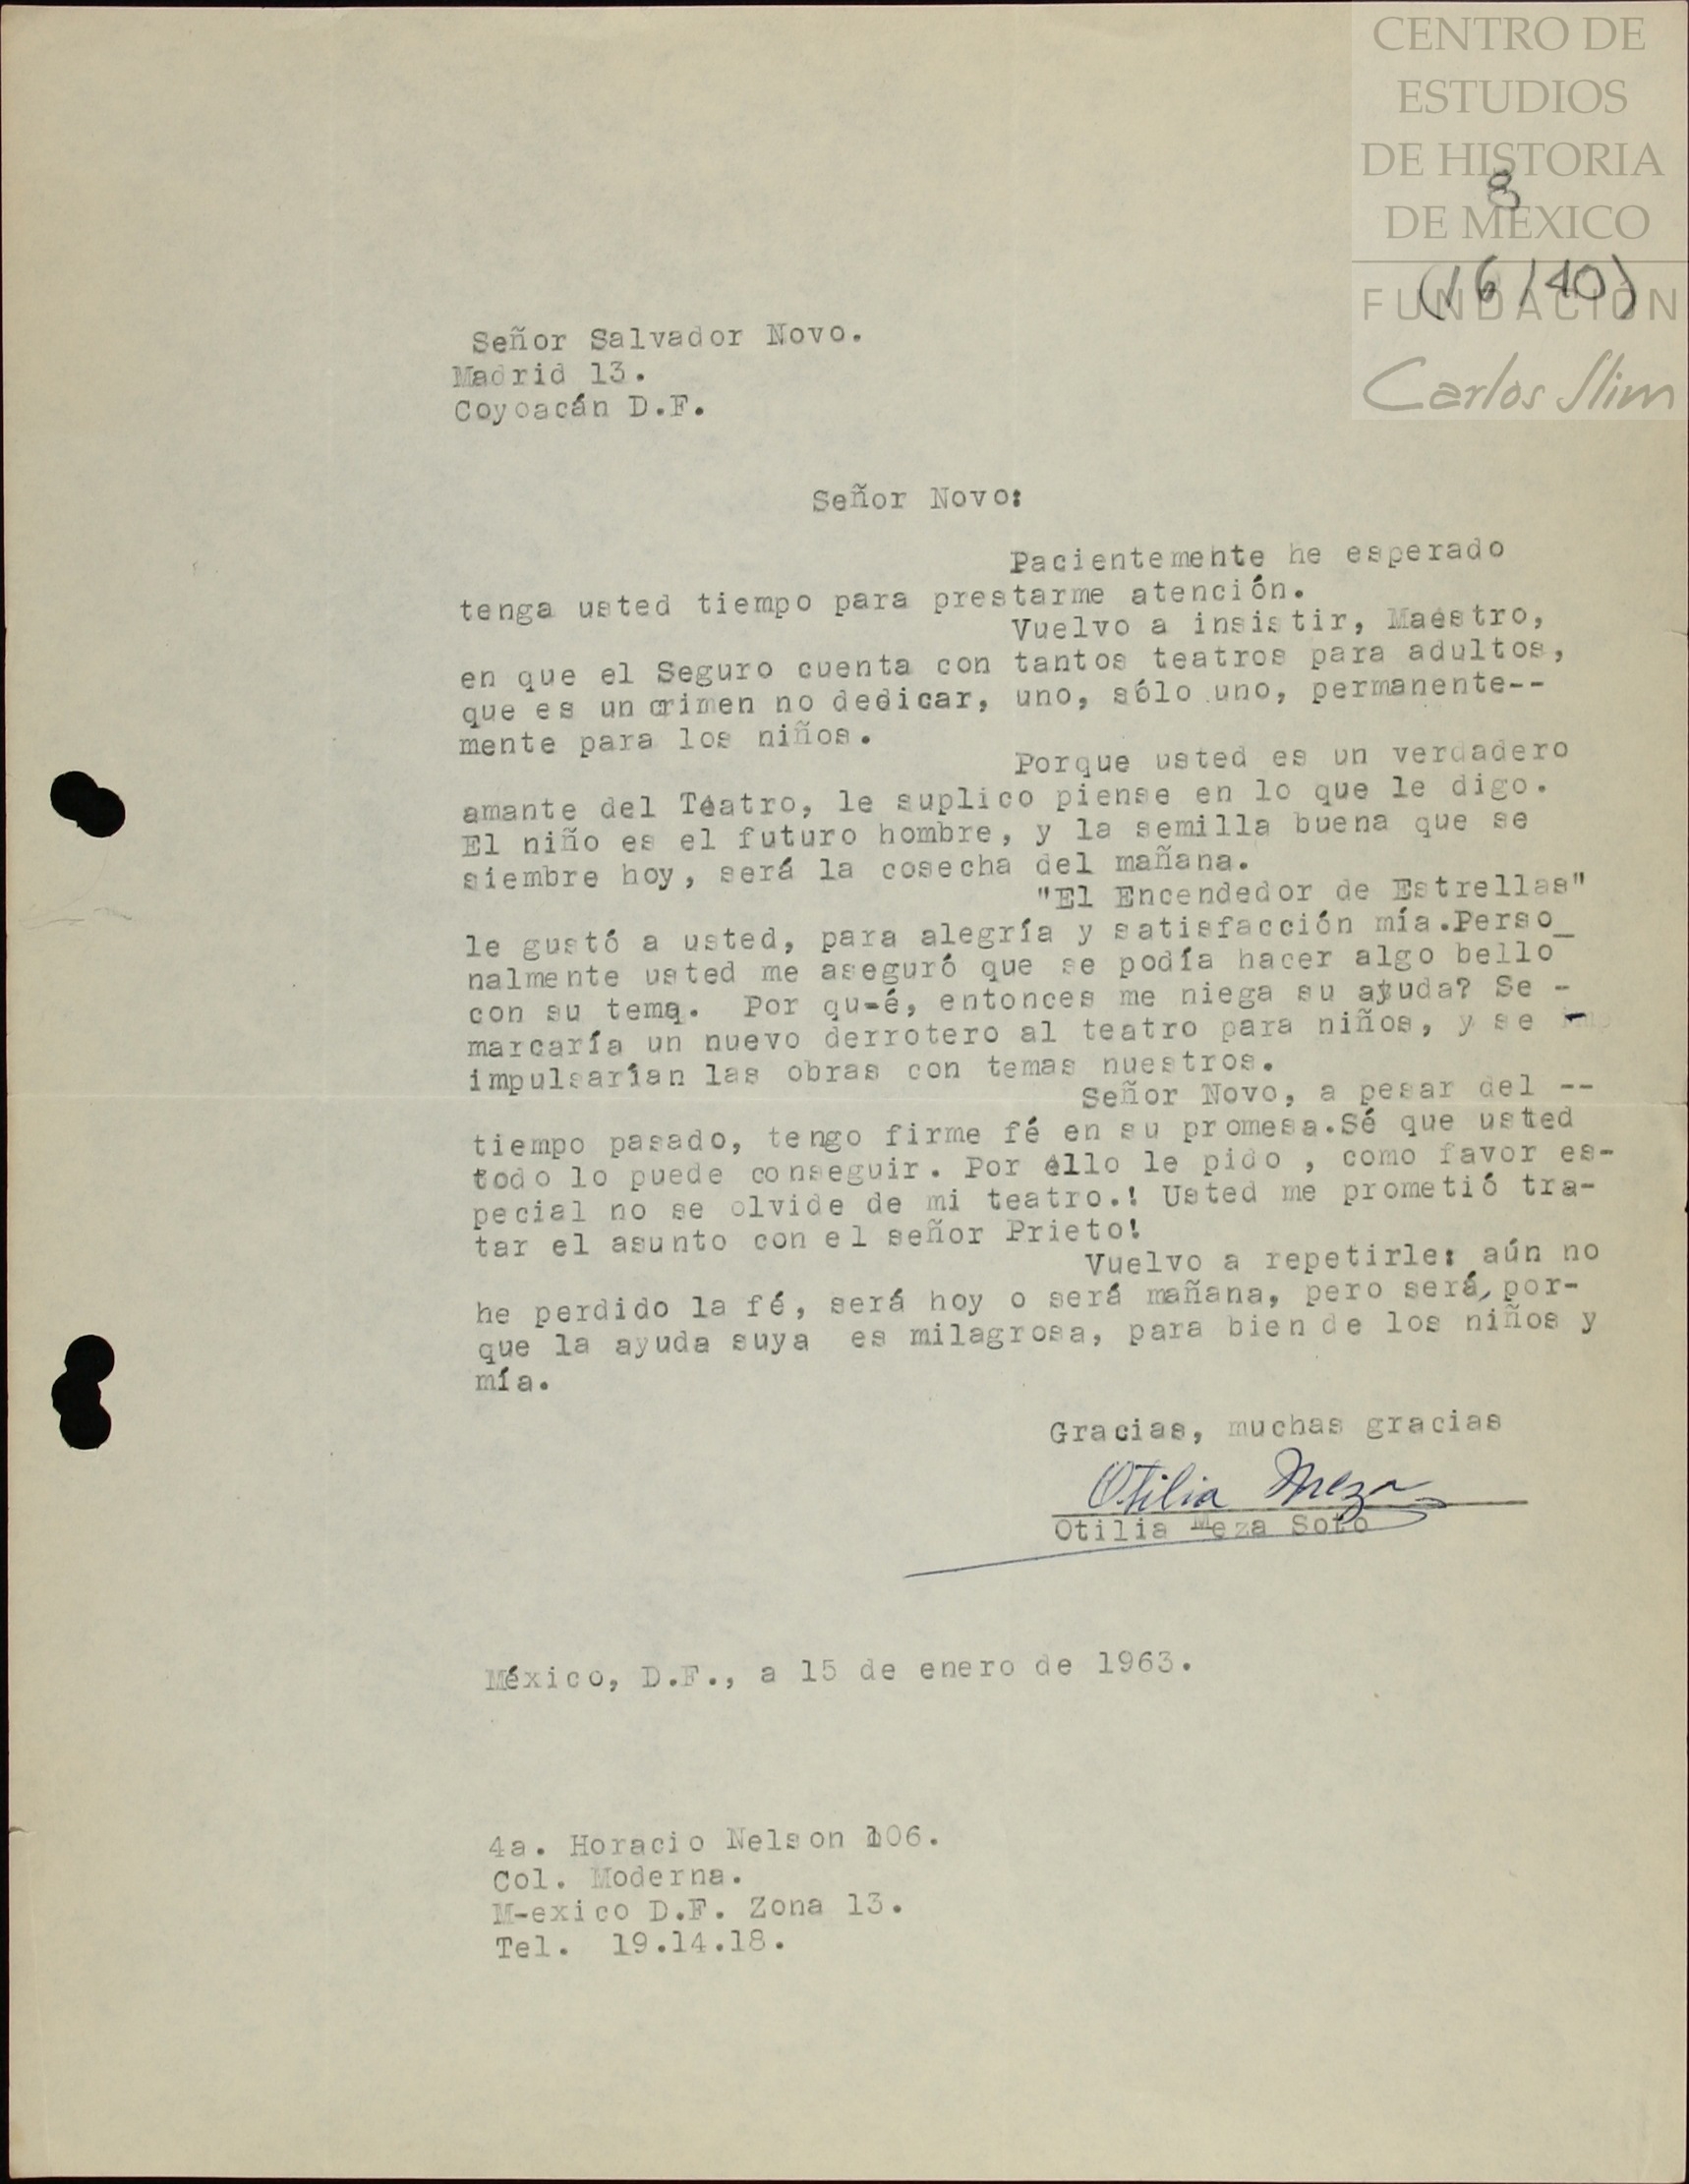 CENTRO DE
ESTUDIOS
DE HISTORIA
DE MÉXICO
FUNDACIÓN
Carlos Slim
8
(16/40)
Señor Salvador Novo.
Madrid 13.
Coyoacán D.F.
Señor Novo:
Pacientemente he esperado
tenga usted tiempo para prestarme atención.
Vuelvo a insistir, Maestro,
en que el Seguro cuenta con tantos teatros para adultos,
que es un crimen no dedicar, uno, sólo uno, permanente--
mente para los niños.
Porque usted es un verdadero
amante del Téatro, le suplico piense en lo que le digo.
El niño es el futuro hombre, y la semilla buena que se
siembre hoy, será la cosecha del mañana.
"El Encendedor de Estrellas"
le gustó a usted, para alegría y satisfacción mía.Perso_
nalmente usted me aseguró que se podía hacer algo bello
con su tema. Por qu-é, entonces me niega su ayuda? Se -
marcaría un nuevo derrotero al teatro para niños, y se -
impulsarían las obras con temas nuestros.
Señor Novo, a pesar del --
tiempo pasado, tengo firme fé en su promesa.Sé que usted
todo lo puede conseguir. Por éllo le pido , como favor es-
pecial no se olvide de mi teatro.! Usted me prometió tra-
tar el asunto con el señor Prieto!
Vuelvo a repetirle: aún no
he perdido la fé, será hoy o será mañana, pero será, por-
que la ayuda suya es milagrosa, para bien de los niños y
mía.
Gracias, muchas gracias
Otilia Meza
Otilia Meza Soto
México, D.F., a 15 de enero de 1963.
4a. Horacio Nelson 106.
Col. Moderna.
M-exico D.F. Zona 13.
Tel. 19.14.18.